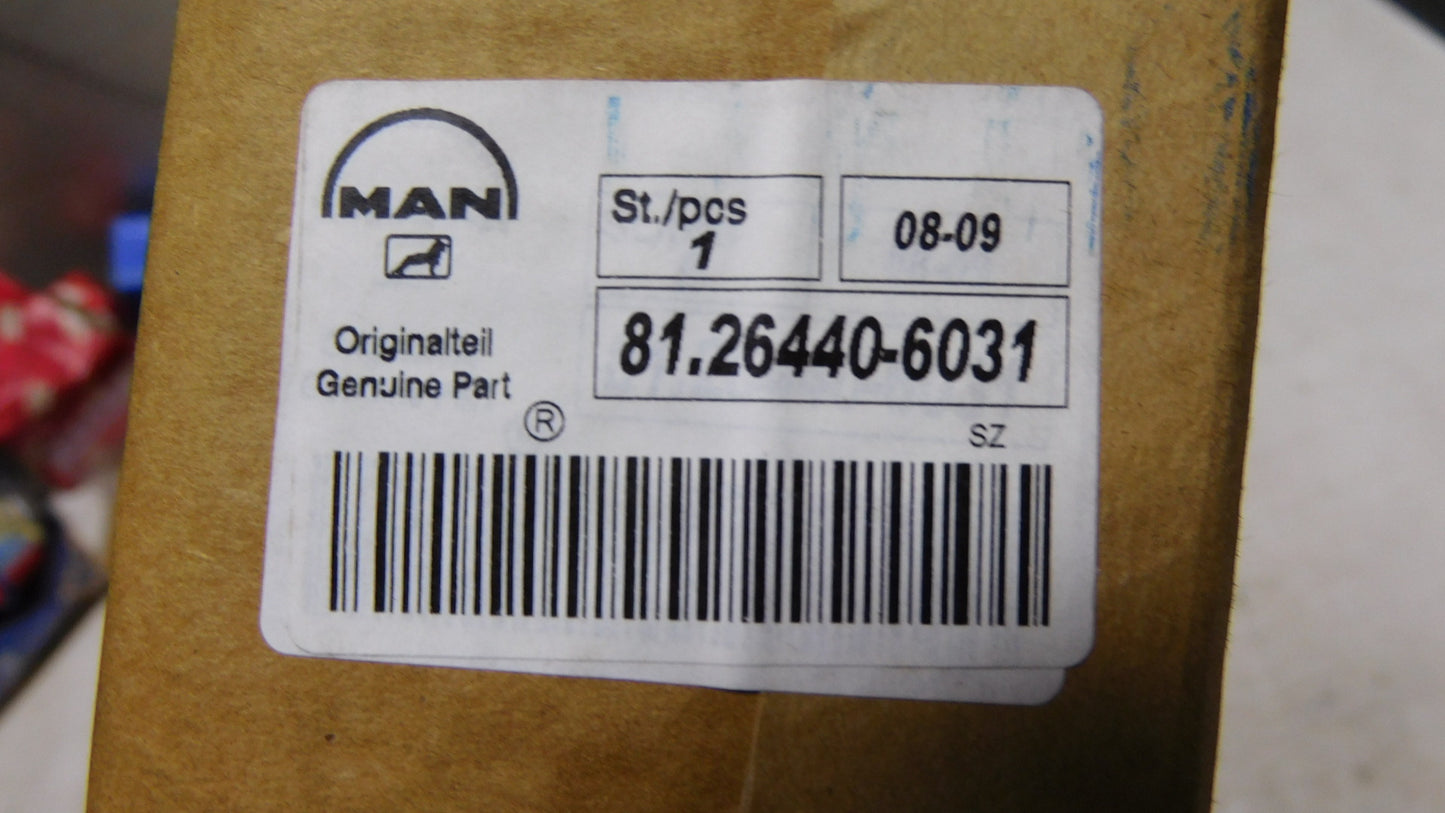 MAN
St./pcs
1
08-09
81.26440-6031
Originalteil
Genuine Part
®
SZ